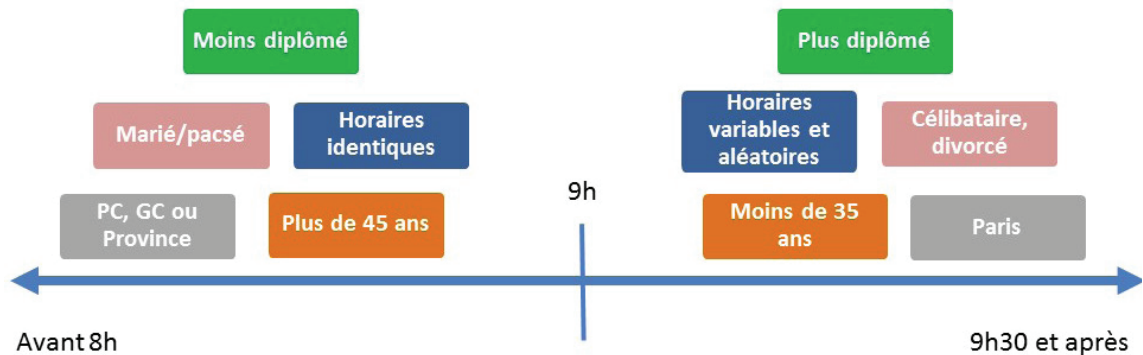 Moins diplômé
Plus diplômé
Marié/pacsé
Horaires
identiques
Horaires
variables et
aléatoires
Célibataire,
divorcé
PC, GC ou
Province
Plus de 45 ans
9h
Moins de 35
ans
Paris
Avant 8h
9h30 et après